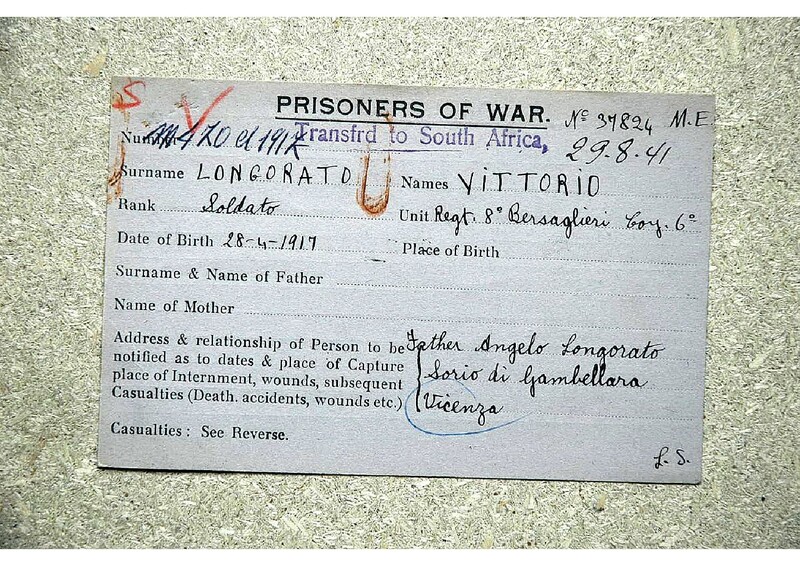 S
PRISONERS OF WAR. Nº 37824 M.E.
Number Transfrd to South Africa, 29.8.41
Surname LONGORATO Names ViTTORIO
Rank Soldato Unit Regt. 8º Bersaglieri Coy. 6º
Date of Birth 28-4-1917 Place of Birth
Surname & Name of Father
Name of Mother
Address & relationship of Person to be Father Angelo Longorato
notified as to dates & place of Capture Sorio di Gambellara
place of Internment, wounds, subsequent Vicenza
Casualties (Death. accidents, wounds etc.)
Casualties : See Reverse.
L. S.